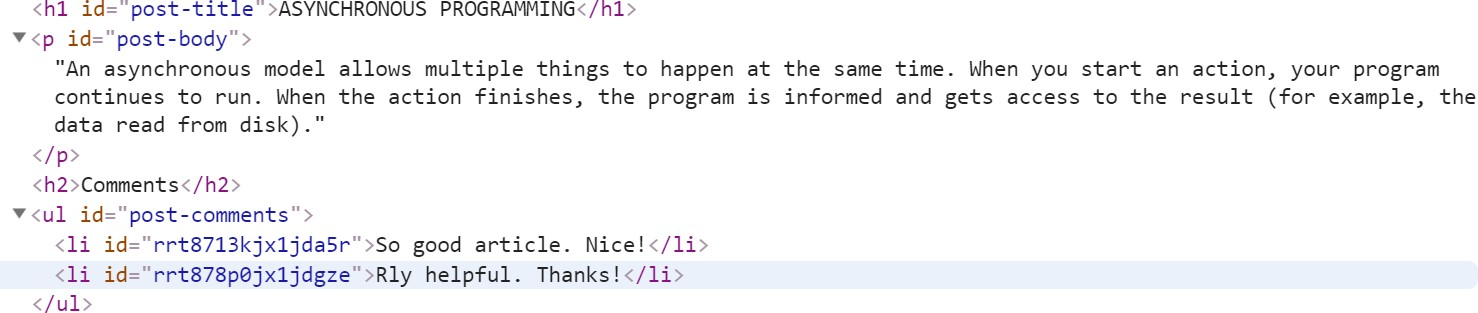 <h1 id="post-title">ASYNCHRONOUS PROGRAMMING</h1>
▼<p id="post-body">
"An asynchronous model allows multiple things to happen at the same time. When you start an action, your program
continues to run. When the action finishes, the program is informed and gets access to the result (for example, the
data read from disk)."
</p>
<h2>Comments</h2>
▼<ul id="post-comments">
<li id="rrt8713kjx1jda5r">So good article. Nice!</li>
<li id="rrt878p0jx1jdgze">Rly helpful. Thanks!</li>
</ul>